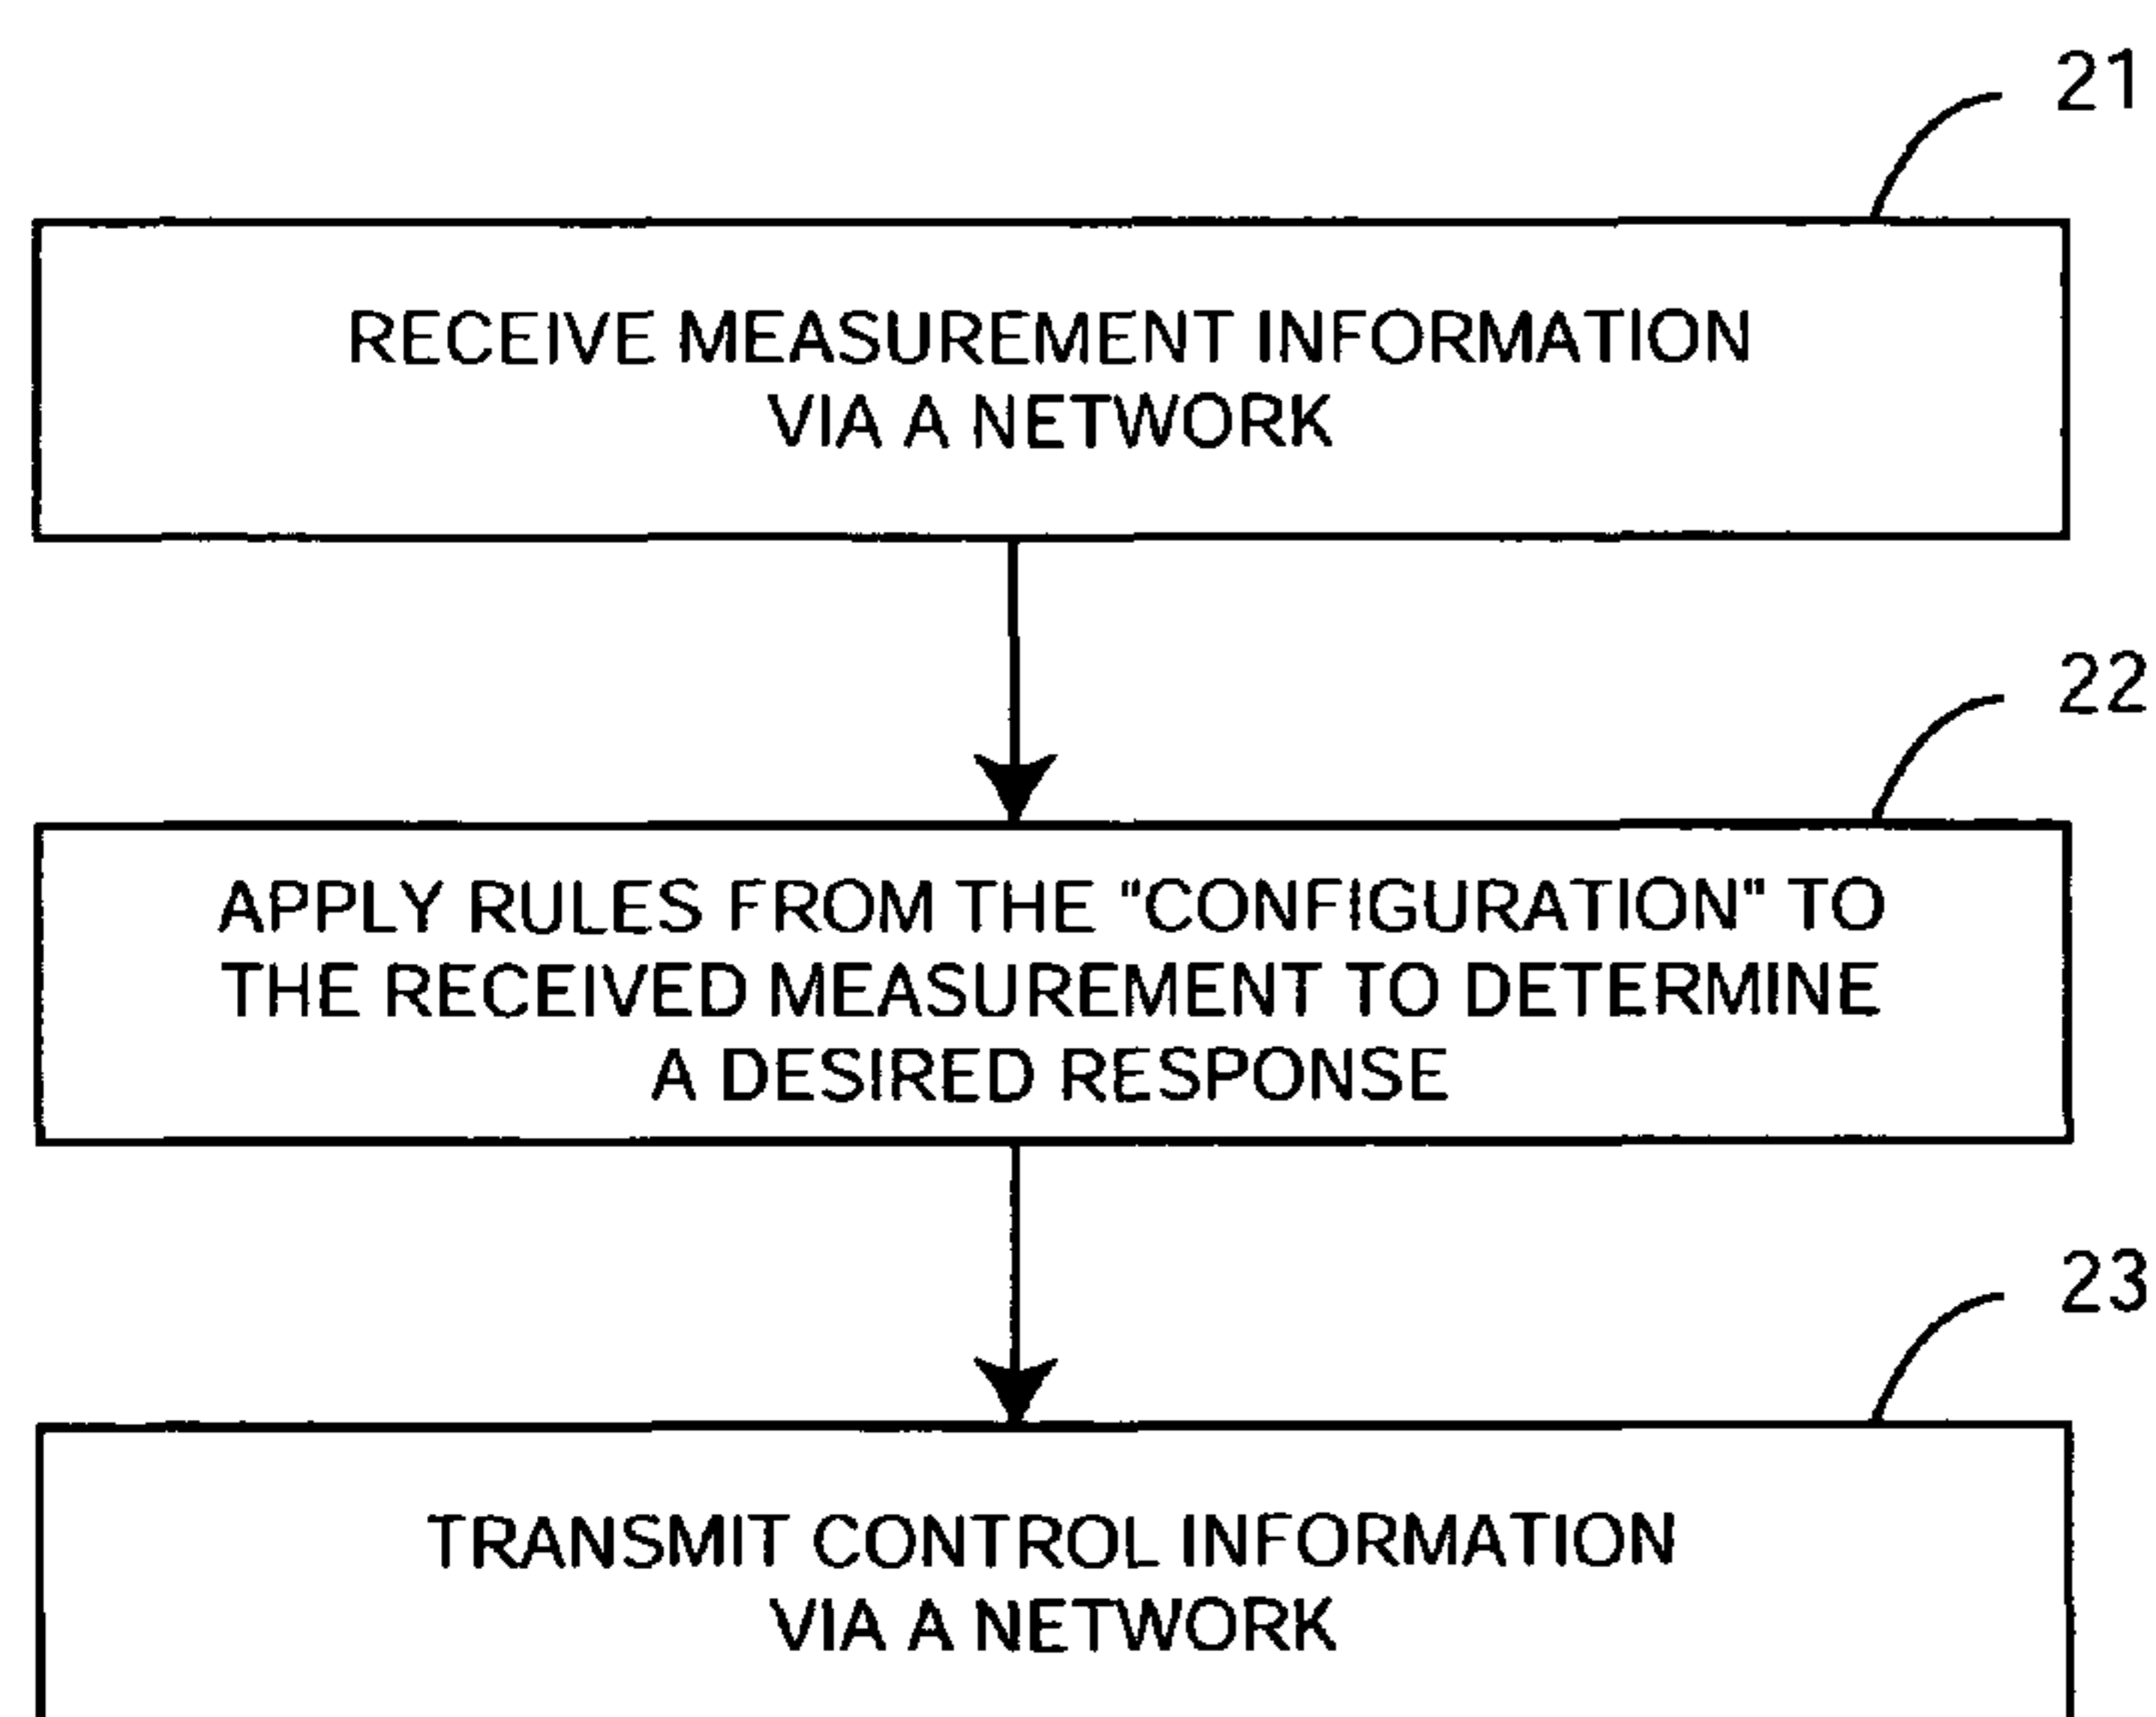 21
RECEIVE MEASUREMENT INFORMATION
VIA A NETWORK
22
APPLY RULES FROM THE "CONFIGURATION" TO
THE RECEIVED MEASUREMENT TO DETERMINE
A DESIRED RESPONSE
23
TRANSMIT CONTROL INFORMATION
VIA A NETWORK